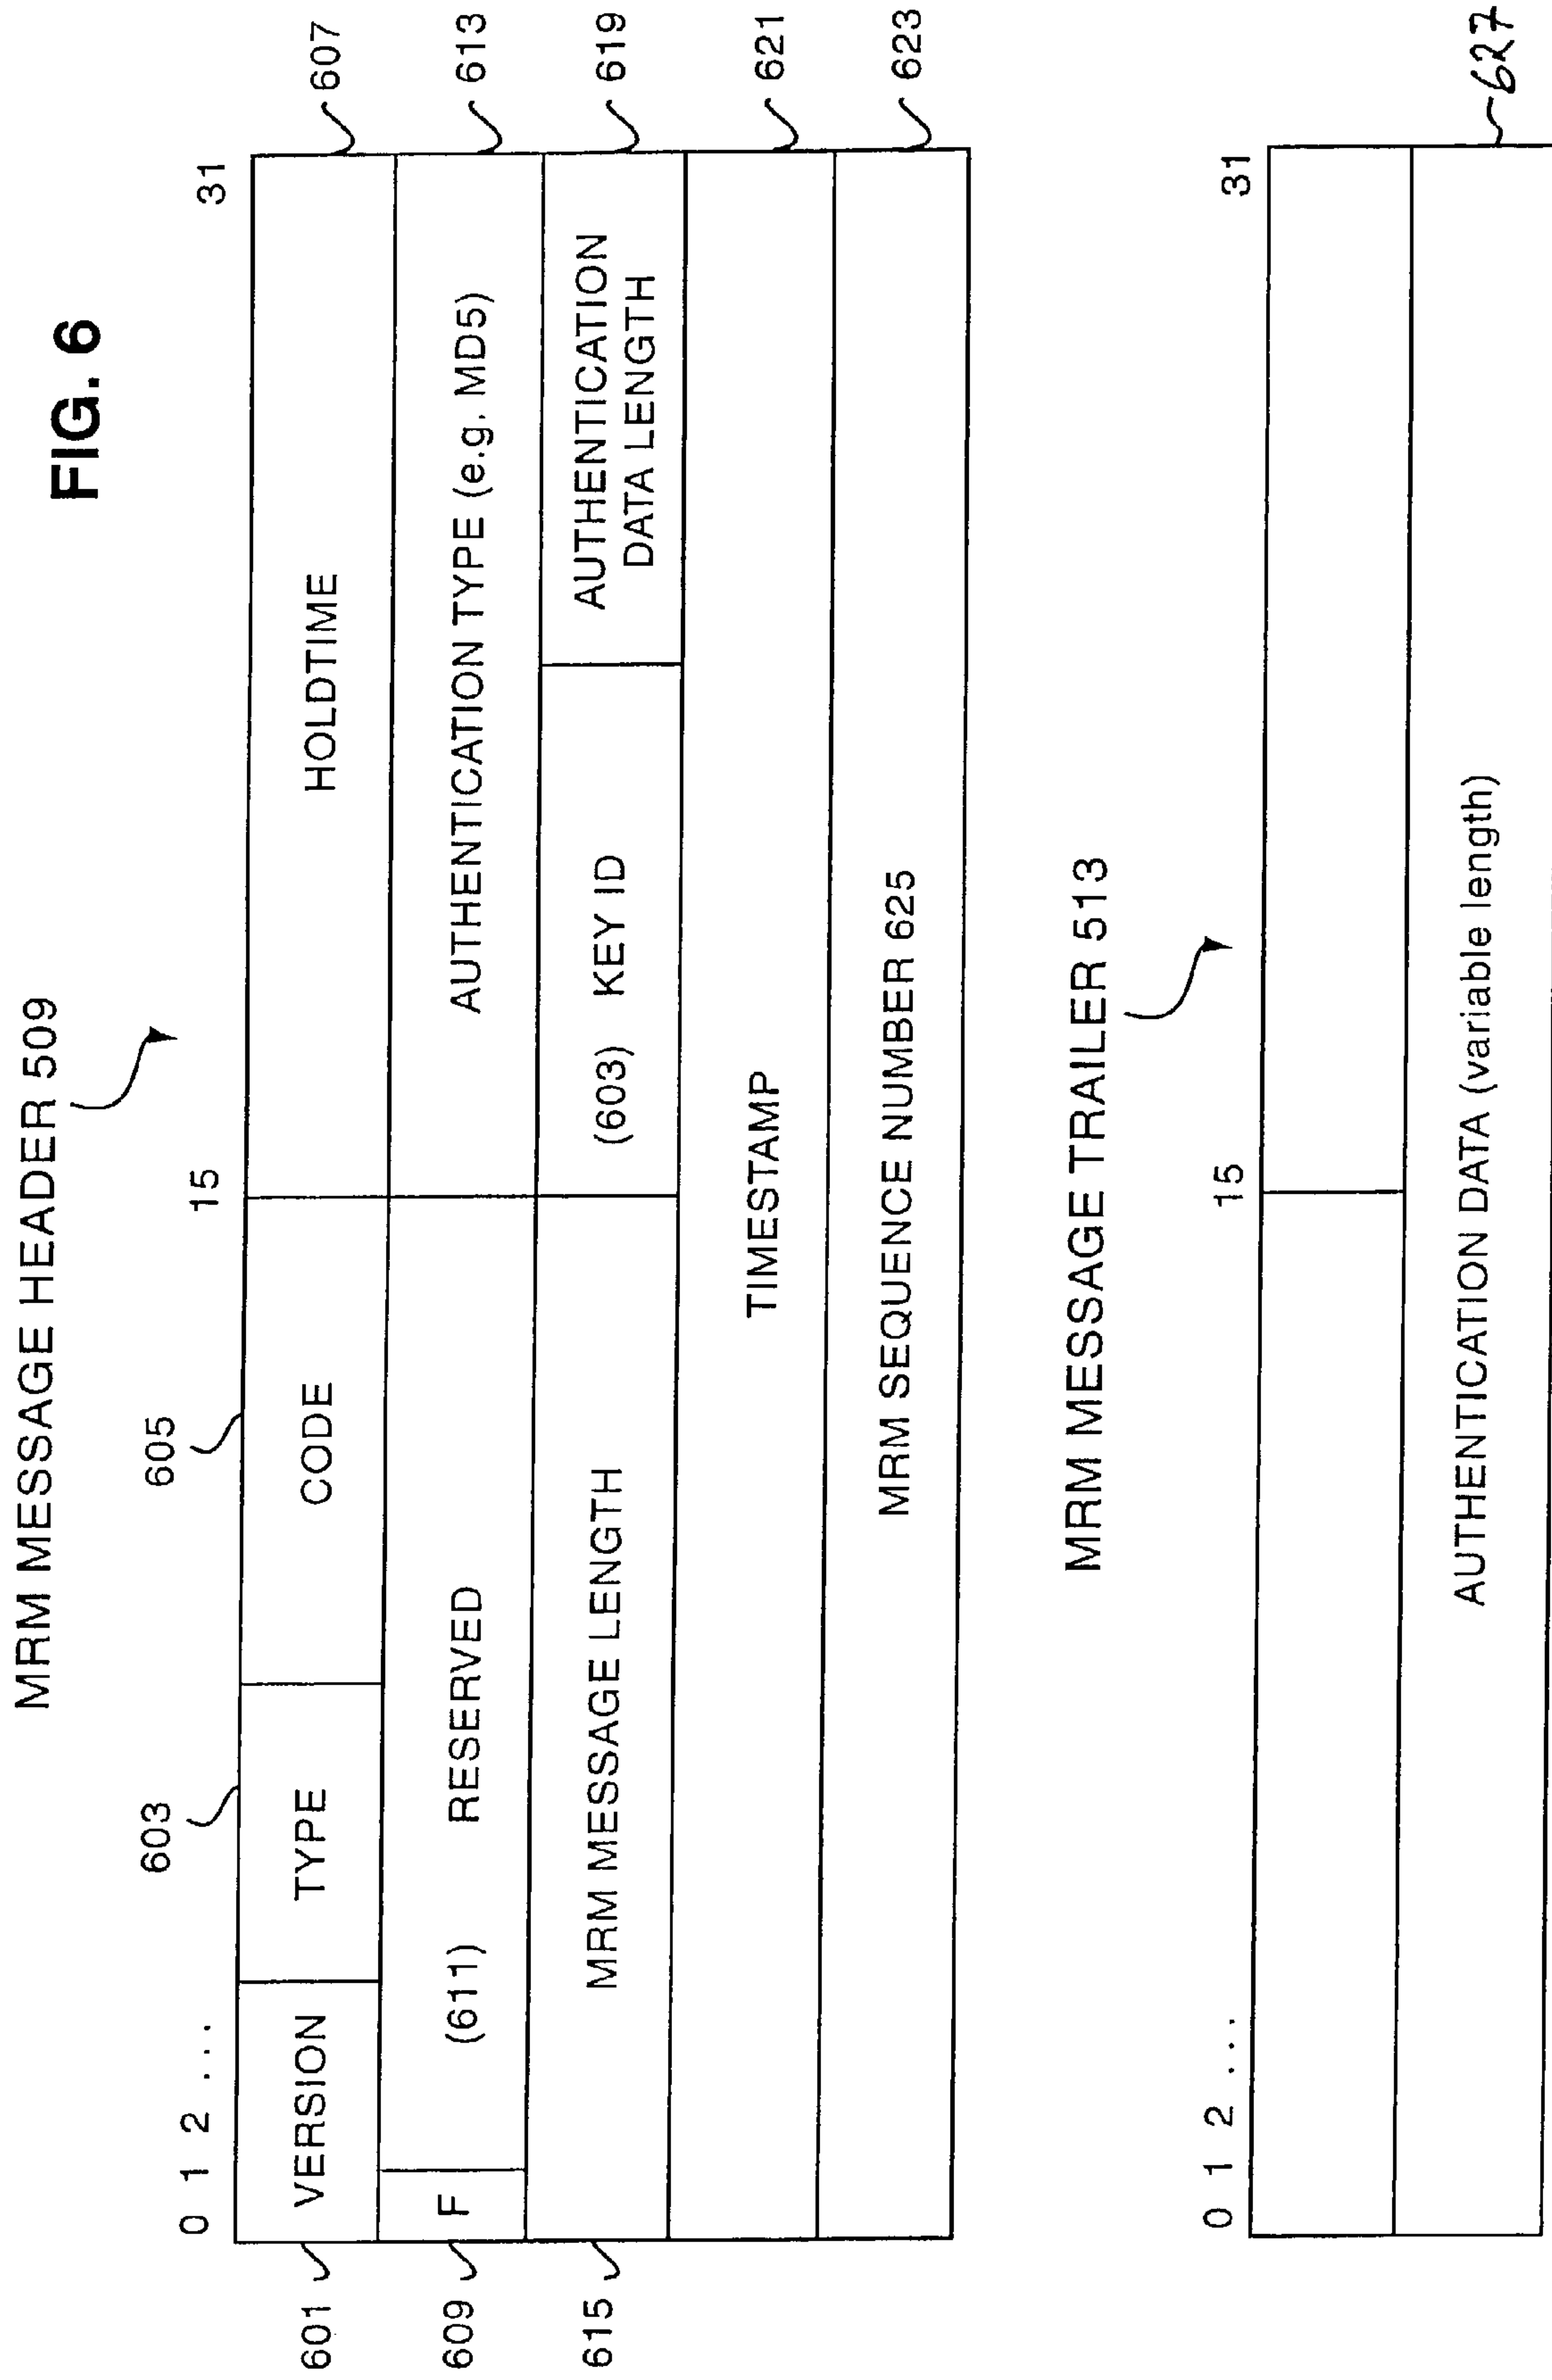 FIG. 6
MRM MESSAGE HEADER 509
603 605
0 1 2 ... 15 31
601 VERSION TYPE CODE HOLDTIME 607
609 F (611) RESERVED AUTHENTICATION TYPE (e.g. MD5) 613
615 MRM MESSAGE LENGTH (603) KEY ID AUTHENTICATION
DATA LENGTH 619
TIMESTAMP 621
MRM SEQUENCE NUMBER 625 623
MRM MESSAGE TRAILER 513
0 1 2 ... 15 31
AUTHENTICATION DATA (variable length) 627